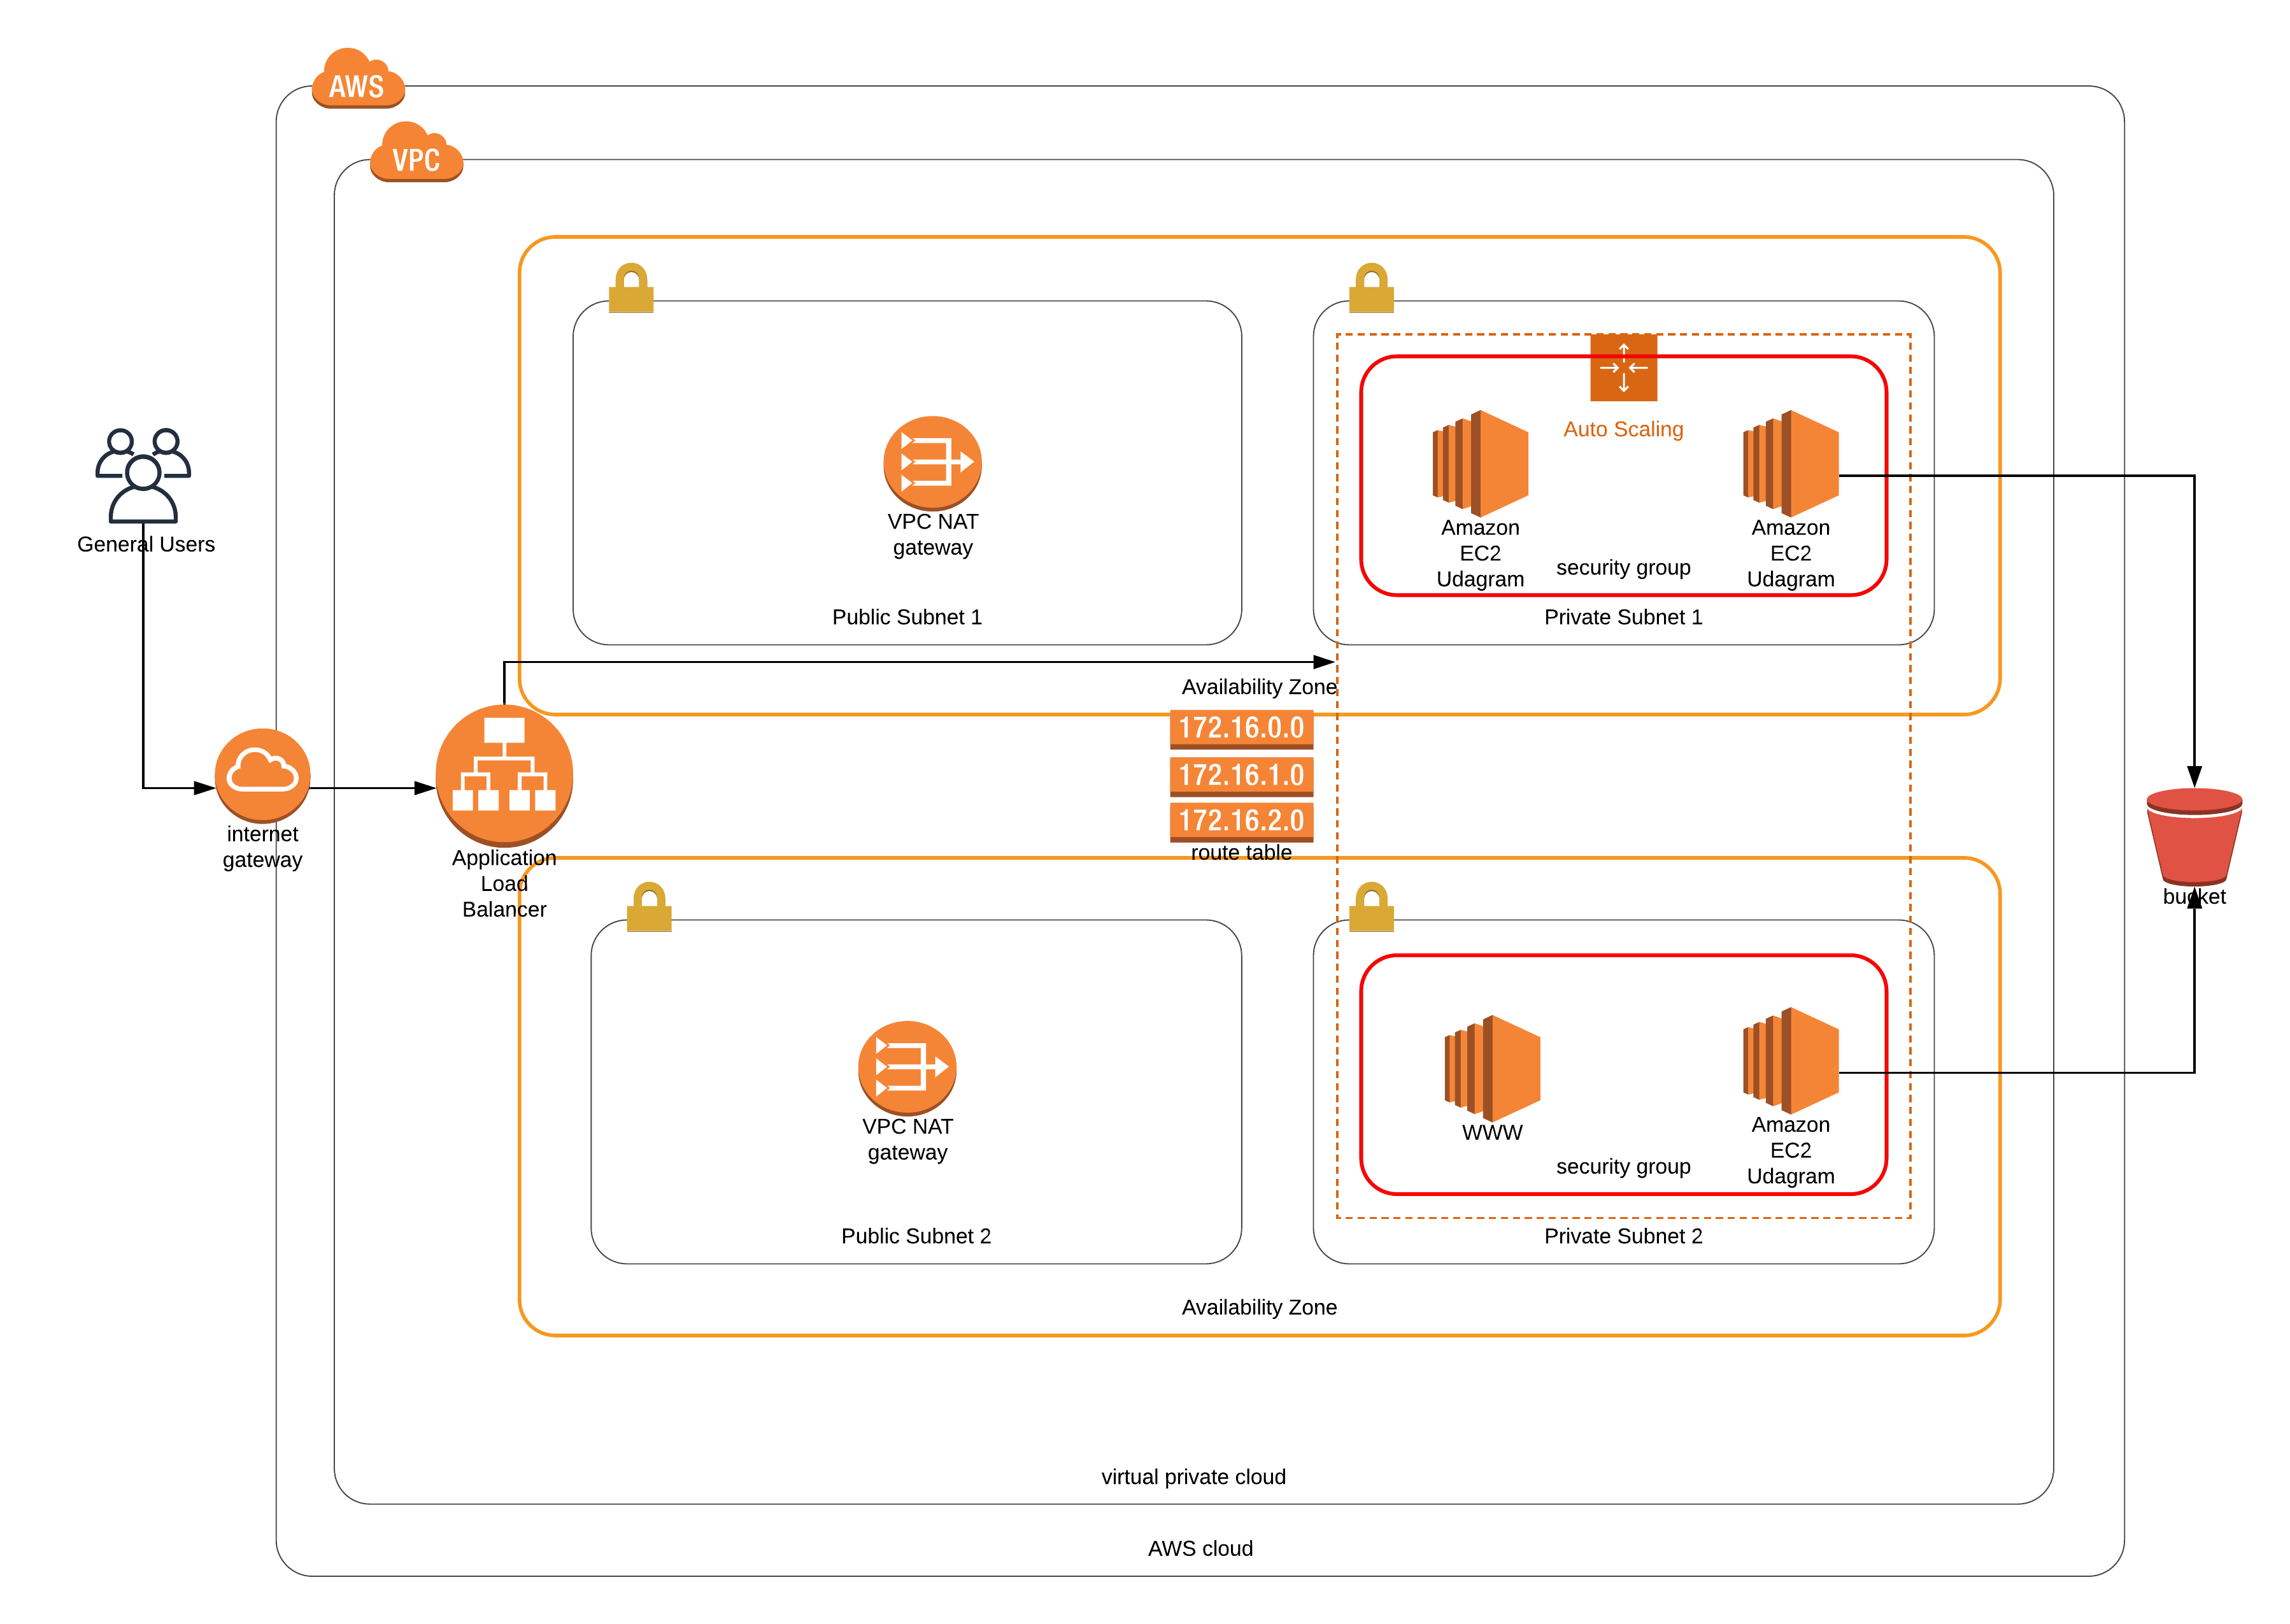 AWS
VPC
Auto Scaling
VPC NAT
gateway
Amazon
EC2
Udagram
Amazon
EC2
Udagram
security group
General Users
Public Subnet 1
Private Subnet 1
Availability Zone
172.16.0.0
172.16.1.0
172.16.2.0
route table
internet
gateway
Application
Load
Balancer
bucket
VPC NAT
gateway
WWW
Amazon
EC2
Udagram
security group
Public Subnet 2
Private Subnet 2
Availability Zone
virtual private cloud
AWS cloud